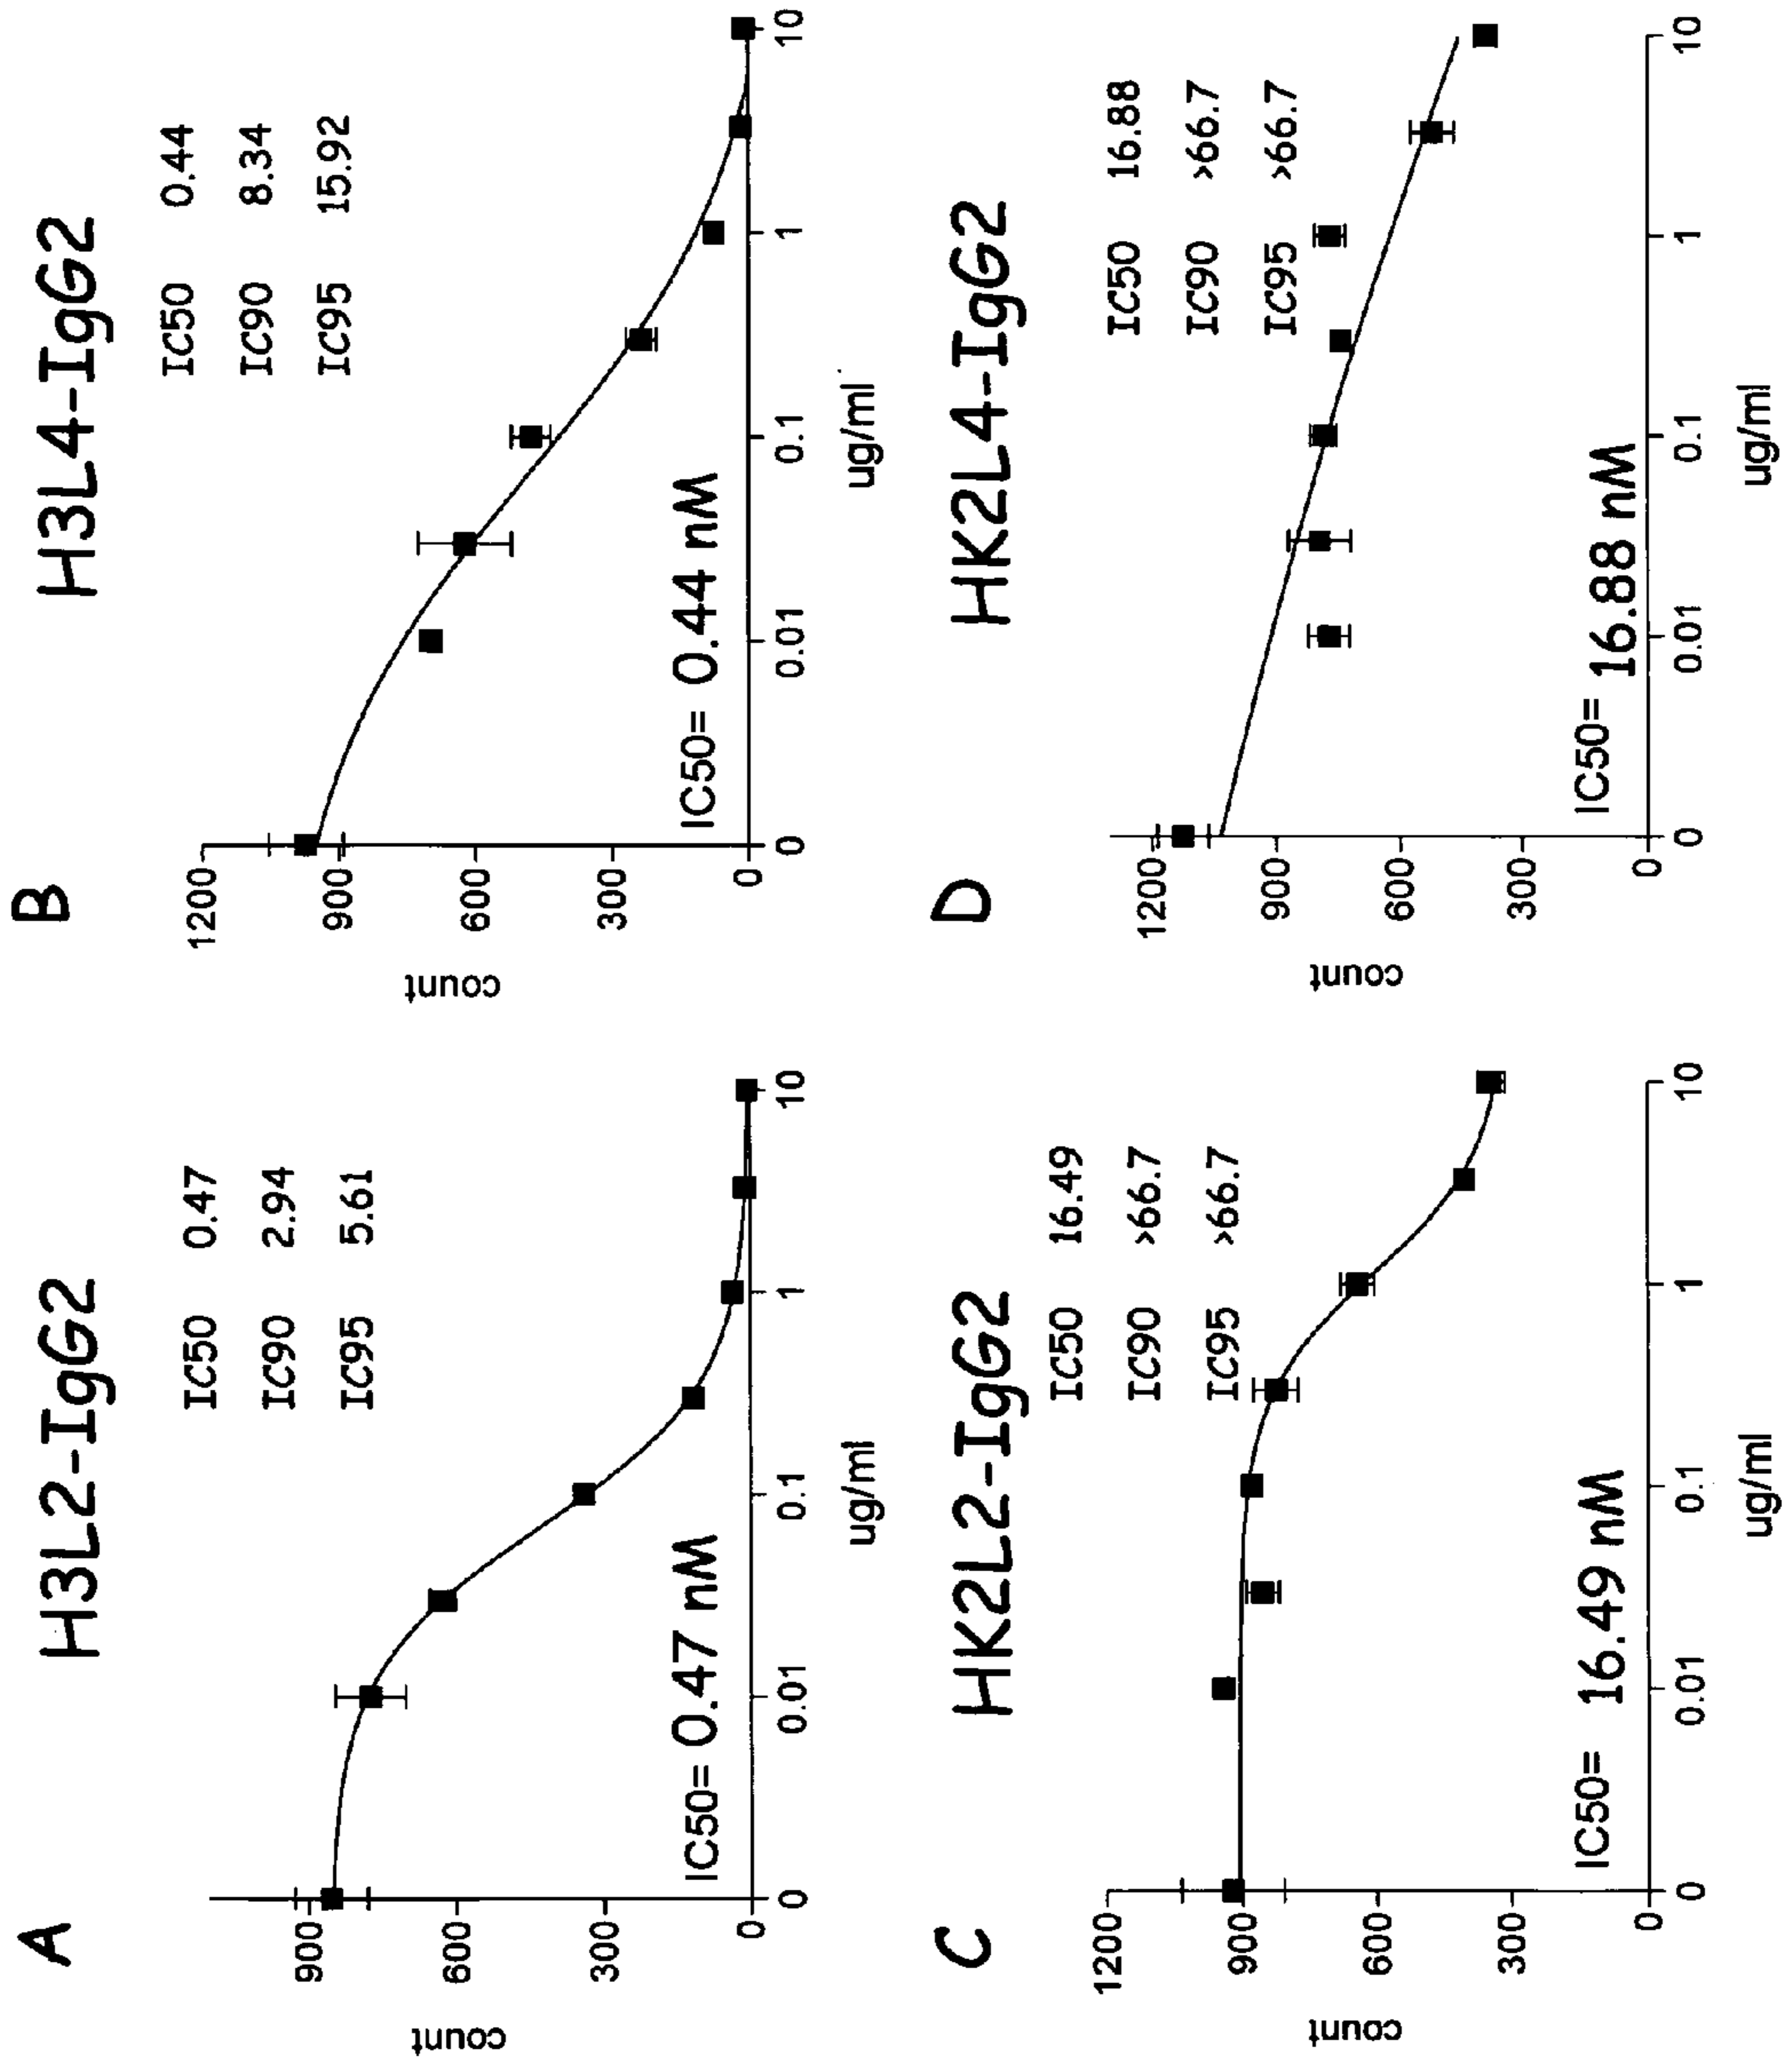 A
H3L2-IgG2
IC50 0.47
IC90 2.94
IC95 5.61
count
900
600
300
0
IC50= 0.47 nM
0 0.01 0.1 1 10
ug/ml
B
H3L4-IgG2
IC50 0.44
IC90 8.34
IC95 15.92
count
1200
900
600
300
0
IC50= 0.44 nM
0 0.01 0.1 1 10
ug/ml
C
HK2L2-IgG2
IC50 16.49
IC90 >66.7
IC95 >66.7
count
1200
900
600
300
0
IC50= 16.49 nM
0 0.01 0.1 1 10
ug/ml
D
HK2L4-IgG2
IC50 16.88
IC90 >66.7
IC95 >66.7
count
1200
900
600
300
0
IC50= 16.88 nM
0 0.01 0.1 1 10
ug/ml